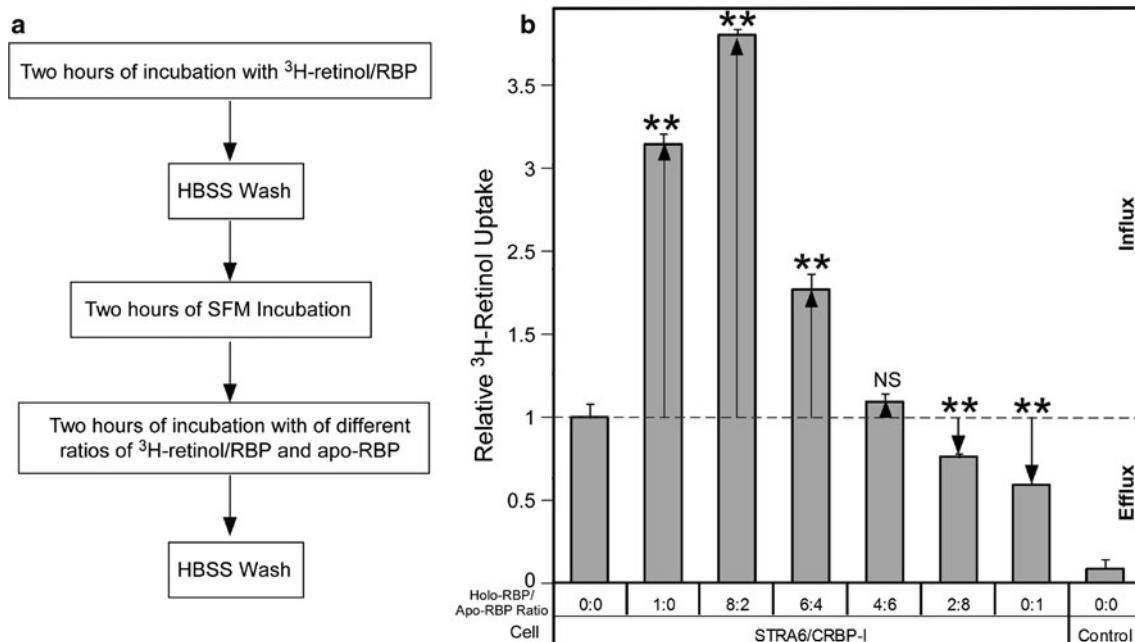 a
Two hours of incubation with ³H-retinol/RBP
HBSS Wash
Two hours of SFM Incubation
Two hours of incubation with of different
ratios of ³H-retinol/RBP and apo-RBP
HBSS Wash
b
Relative ³H-Retinol Uptake
3.5
3
2.5
1.5
1
0.5
0
**
**
**
NS
**
**
Influx
Efflux
Holo-RBP/
Apo-RBP Ratio
0:0 1:0 8:2 6:4 4:6 2:8 0:1 0:0
Cell STRA6/CRBP-I Control